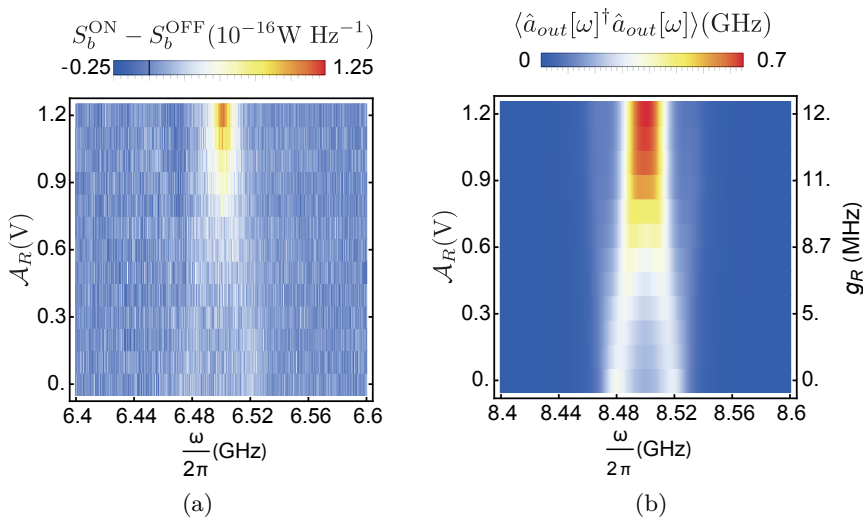 S_b^ON − S_b^OFF (10^−16 W Hz^−1)
-0.25 1.25
𝒜_R(V)
1.2
0.9
0.6
0.3
0.
6.4 6.44 6.48 6.52 6.56 6.6
ω/2π (GHz)
(a)
⟨â_out[ω]^†â_out[ω]⟩(GHz)
0 0.7
𝒜_R(V)
1.2 12.
0.9 11.
0.6 8.7
0.3 5.
0. 0.
g_R (MHz)
8.4 8.44 8.48 8.52 8.56 8.6
ω/2π (GHz)
(b)